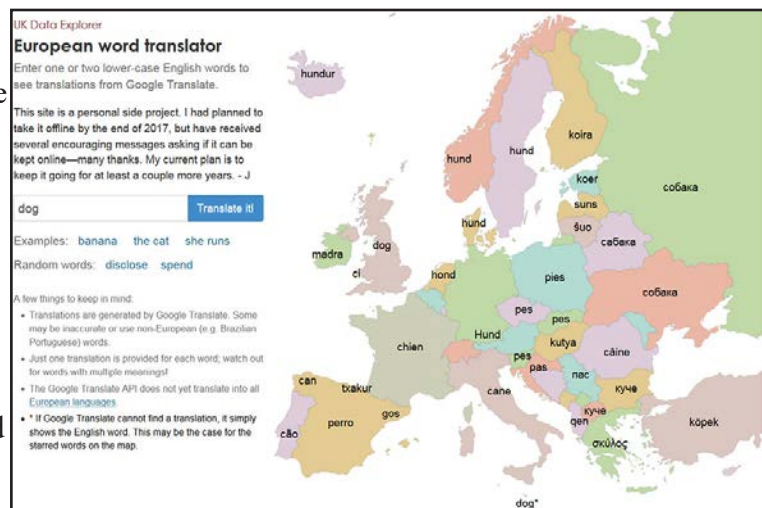 UK Data Explorer
European word translator
Enter one or two lower-case English words to
see translations from Google Translate.
This site is a personal side project. I had planned to
take it offline by the end of 2017, but have received
several encouraging messages asking if it can be
kept online—many thanks. My current plan is to
keep it going for at least a couple more years. - J
dog Translate it!
Examples: banana the cat she runs
Random words: disclose spend
A few things to keep in mind:
• Translations are generated by Google Translate. Some
may be inaccurate or use non-European (e.g. Brazilian
Portuguese) words.
• Just one translation is provided for each word; watch out
for words with multiple meanings!
• The Google Translate API does not yet translate into all
European languages.
• * If Google Translate cannot find a translation, it simply
shows the English word. This may be the case for the
starred words on the map.
hundur
koira
hund
hund
koer
собака
suns
hund
šuo
сабака
dog
madra
ci
hond
pies
собака
pes
Hund
pes
chien
kutya
câine
pes
pas
can
txakur
cane
пас
куче
gos
куче
perro
qen
köpek
cão
σκύλος
dog*